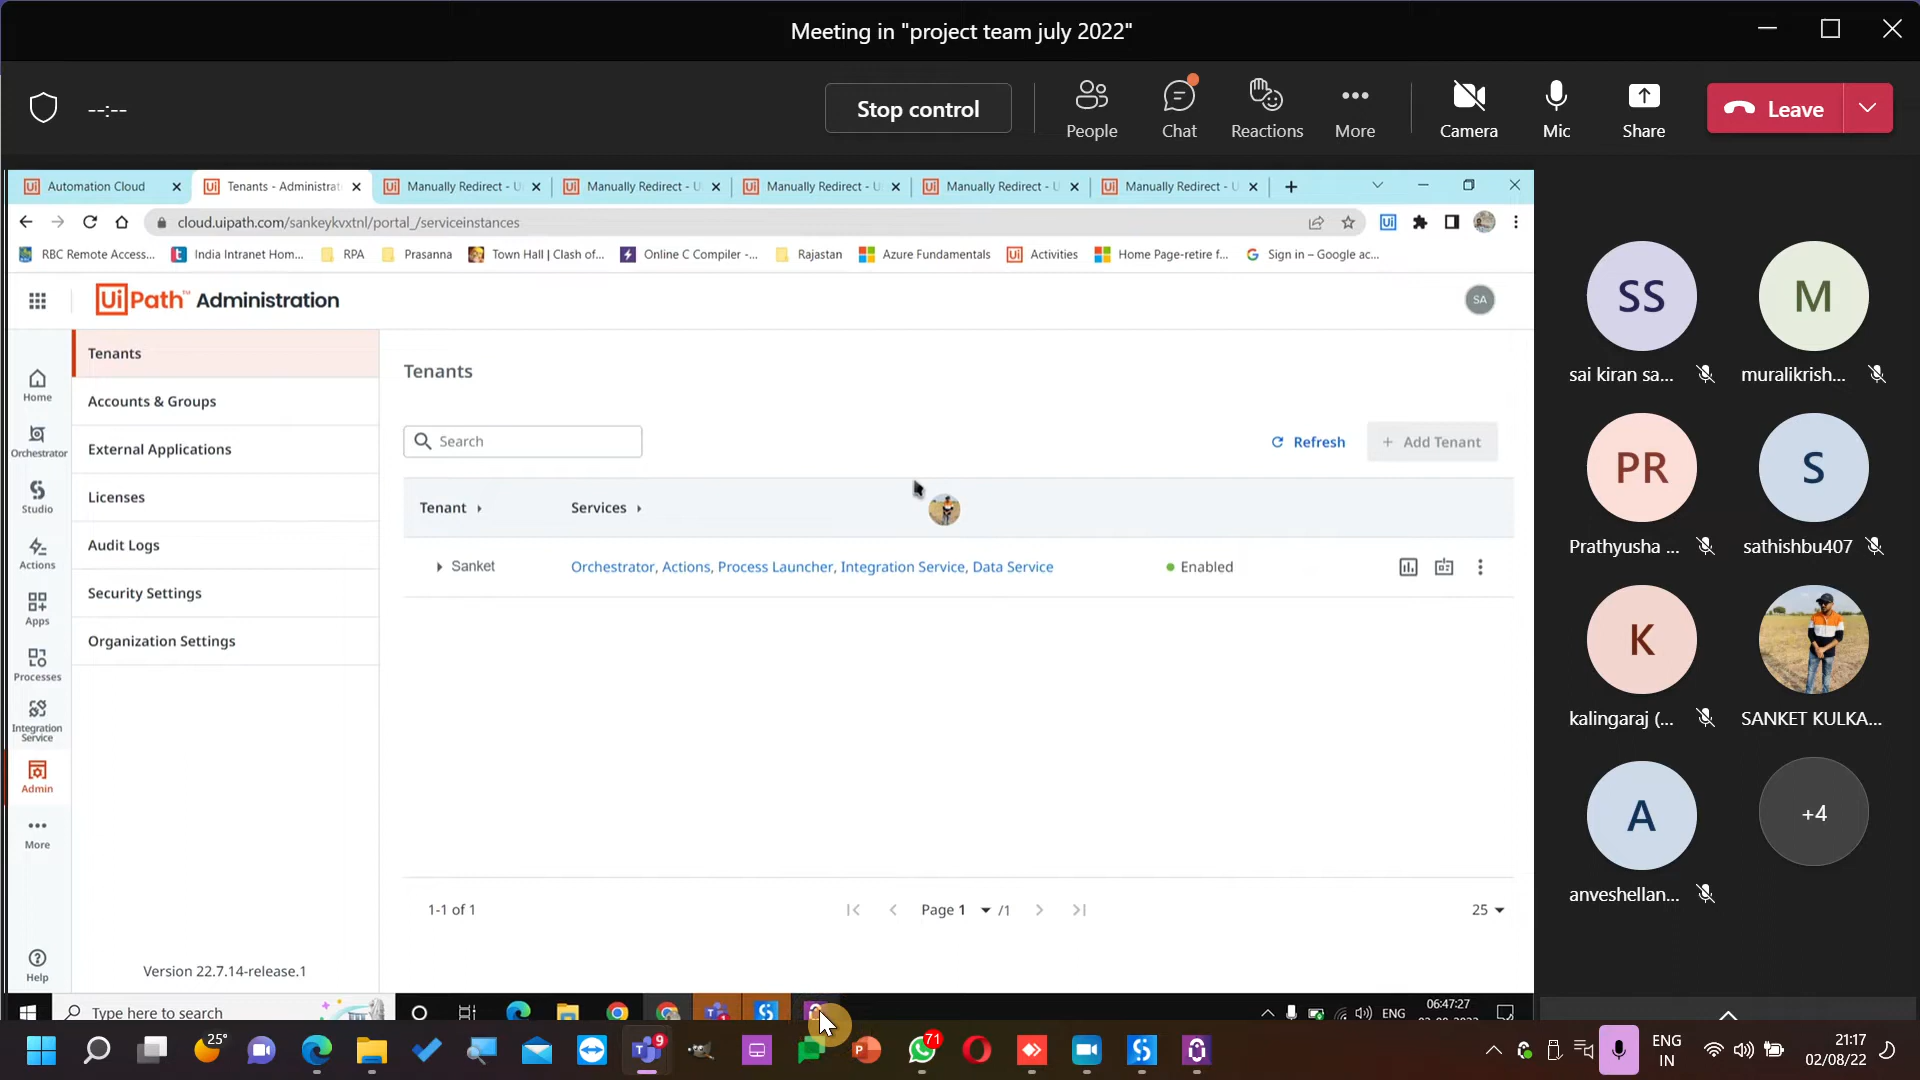 Meeting in "project team july 2022"
--:--
Stop control
People
Chat
Reactions
More
Camera
Mic
Share
Leave
Automation Cloud
Tenants - Administrat
Manually Redirect - U
Manually Redirect - U
Manually Redirect - U
Manually Redirect - U
Manually Redirect - U
cloud.uipath.com/sankeykvxtnl/portal_/serviceinstances
RBC Remote Access...
India Intranet Hom...
RPA
Prasanna
Town Hall | Clash of...
Online C Compiler -...
Rajastan
Azure Fundamentals
Activities
Home Page-retire f...
Sign in – Google ac...
UiPath™ Administration
SA
Home
Orchestrator
Studio
Actions
Apps
Processes
Integration
Service
Admin
More
Help
Tenants
Accounts & Groups
External Applications
Licenses
Audit Logs
Security Settings
Organization Settings
Version 22.7.14-release.1
Tenants
Search
Refresh
+ Add Tenant
Tenant
Services
Sanket
Orchestrator, Actions, Process Launcher, Integration Service, Data Service
Enabled
1-1 of 1
Page 1 /1
25
SS
sai kiran sa...
M
muralikrish...
PR
Prathyusha ...
S
sathishbu407
K
kalingaraj (...
SANKET KULKA...
A
anveshellan...
+4
Type here to search
ENG
06:47:27
25°
9
71
ENG
IN
21:17
02/08/22